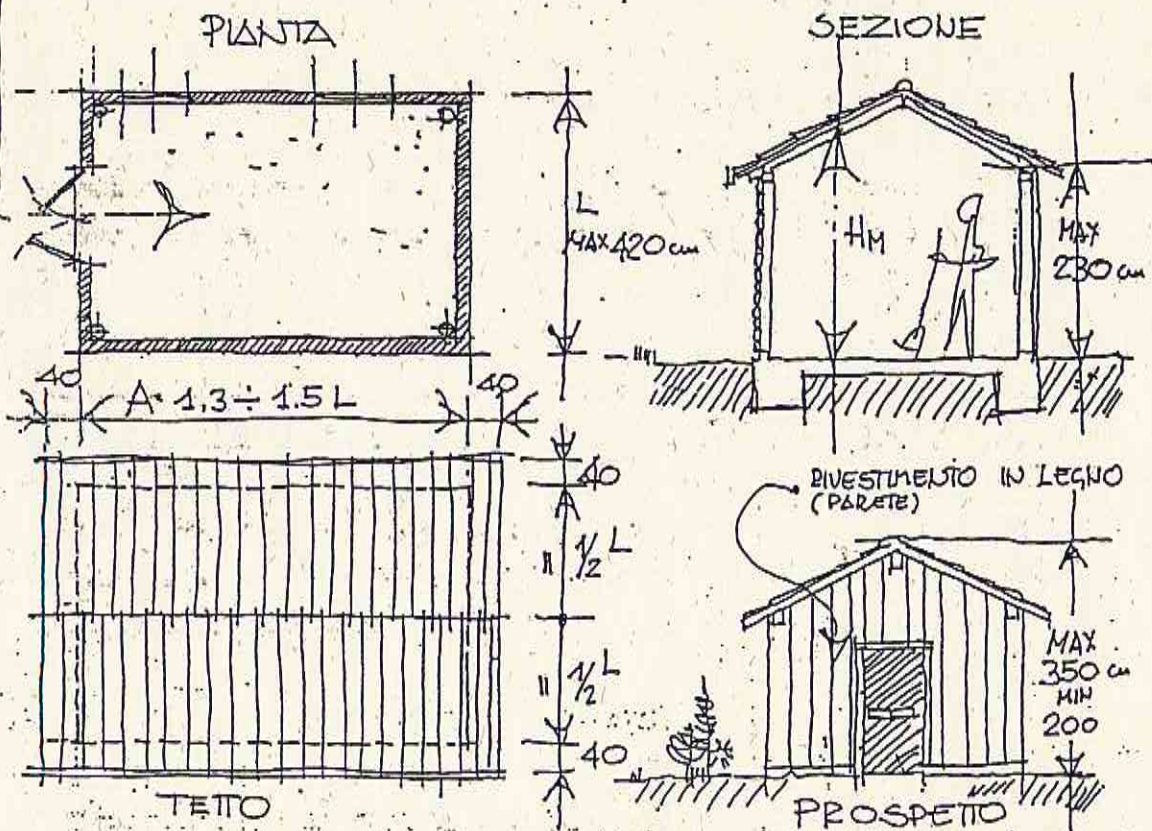 PIANTA
L
MAX 420 cm
40
A = 1,3 ÷ 1.5 L
40
SEZIONE
HM
MAX
230 cm
40
1/2 L
1/2 L
40
TETTO
RIVESTIMENTO IN LEGNO
(PARETE)
MAX
350 cm
MIN
200
PROSPETTO